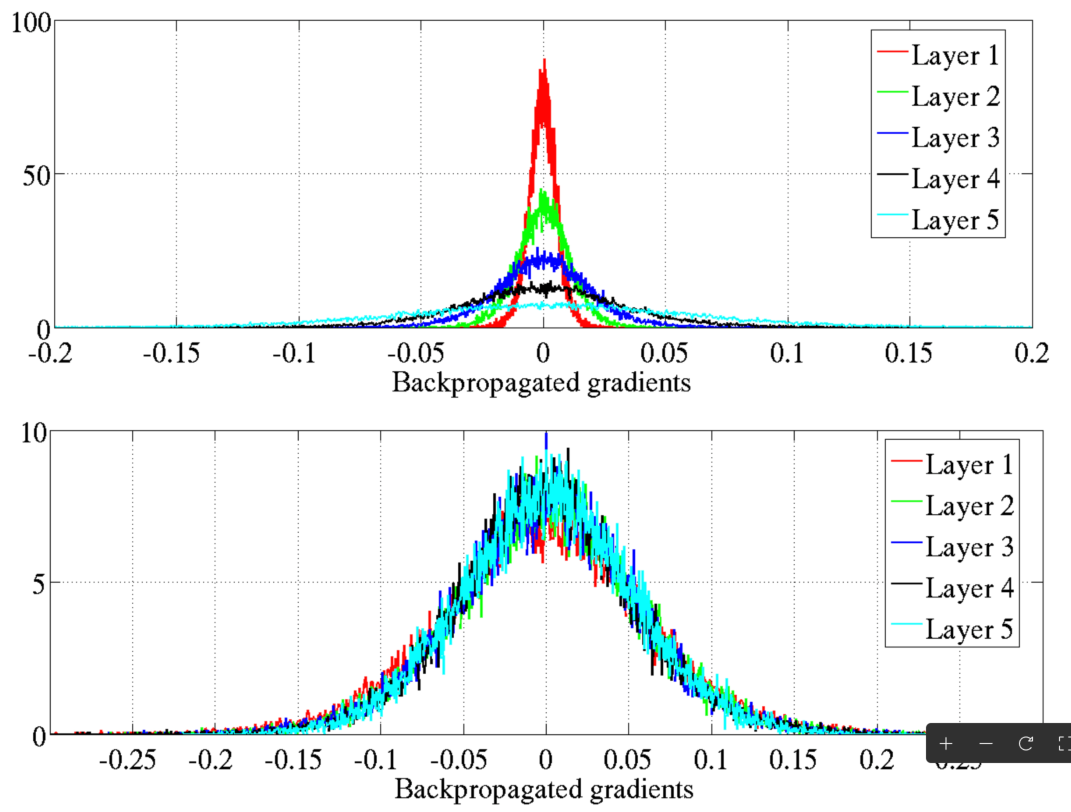 100
50
0
-0.2 -0.15 -0.1 -0.05 0 0.05 0.1 0.15 0.2
Backpropagated gradients
Layer 1
Layer 2
Layer 3
Layer 4
Layer 5
10
5
0
-0.25 -0.2 -0.15 -0.1 -0.05 0 0.05 0.1 0.15 0.2 0.25
Backpropagated gradients
Layer 1
Layer 2
Layer 3
Layer 4
Layer 5